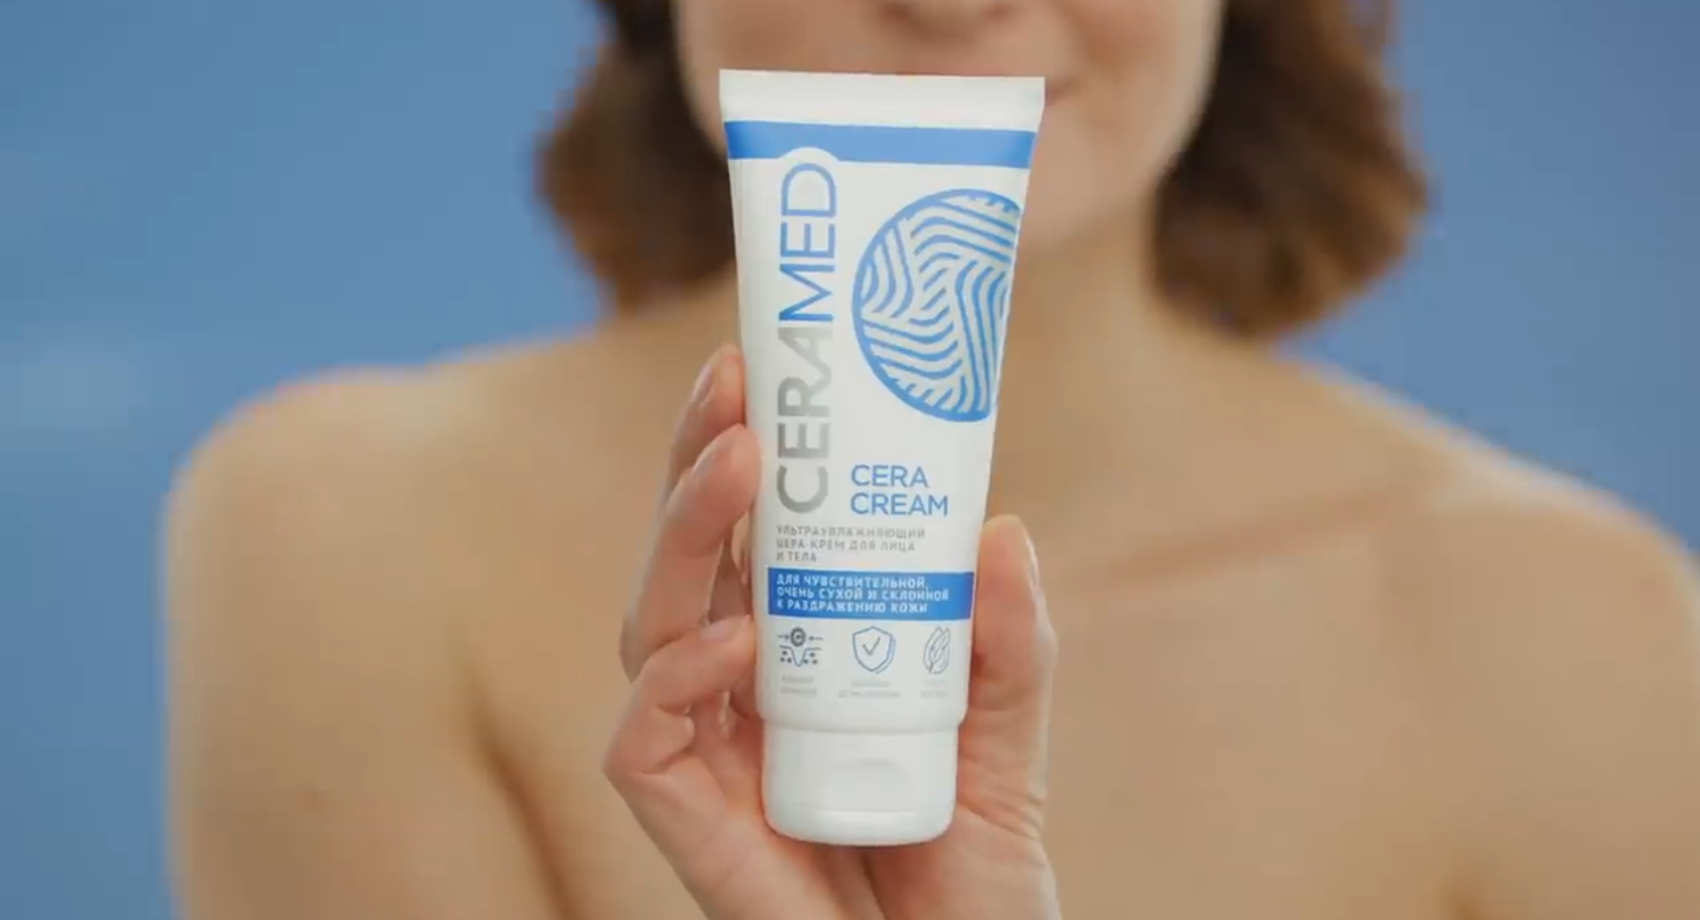 CERAMED
CERA
CREAM
УЛЬТРАУВЛАЖНЯЮЩИЙ
ЦЕРА-КРЕМ ДЛЯ ЛИЦА
И ТЕЛА
ДЛЯ ЧУВСТВИТЕЛЬНОЙ,
ОЧЕНЬ СУХОЙ И СКЛОННОЙ
К РАЗДРАЖЕНИЮ КОЖИ